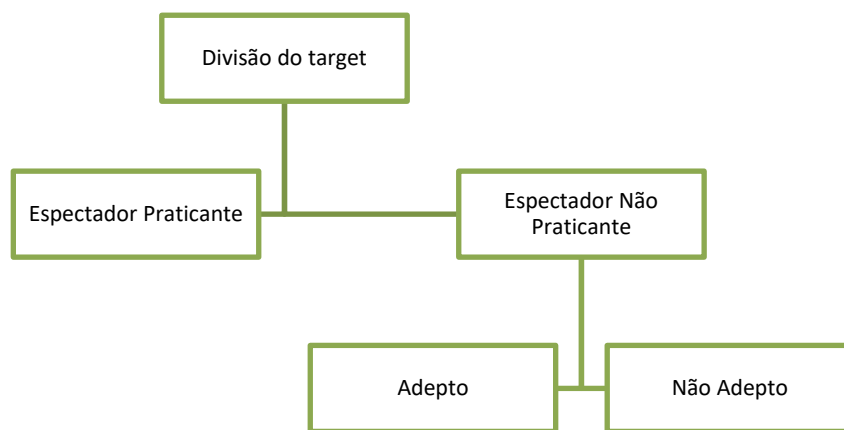 Divisão do target
Espectador Praticante
Espectador Não
Praticante
Adepto
Não Adepto